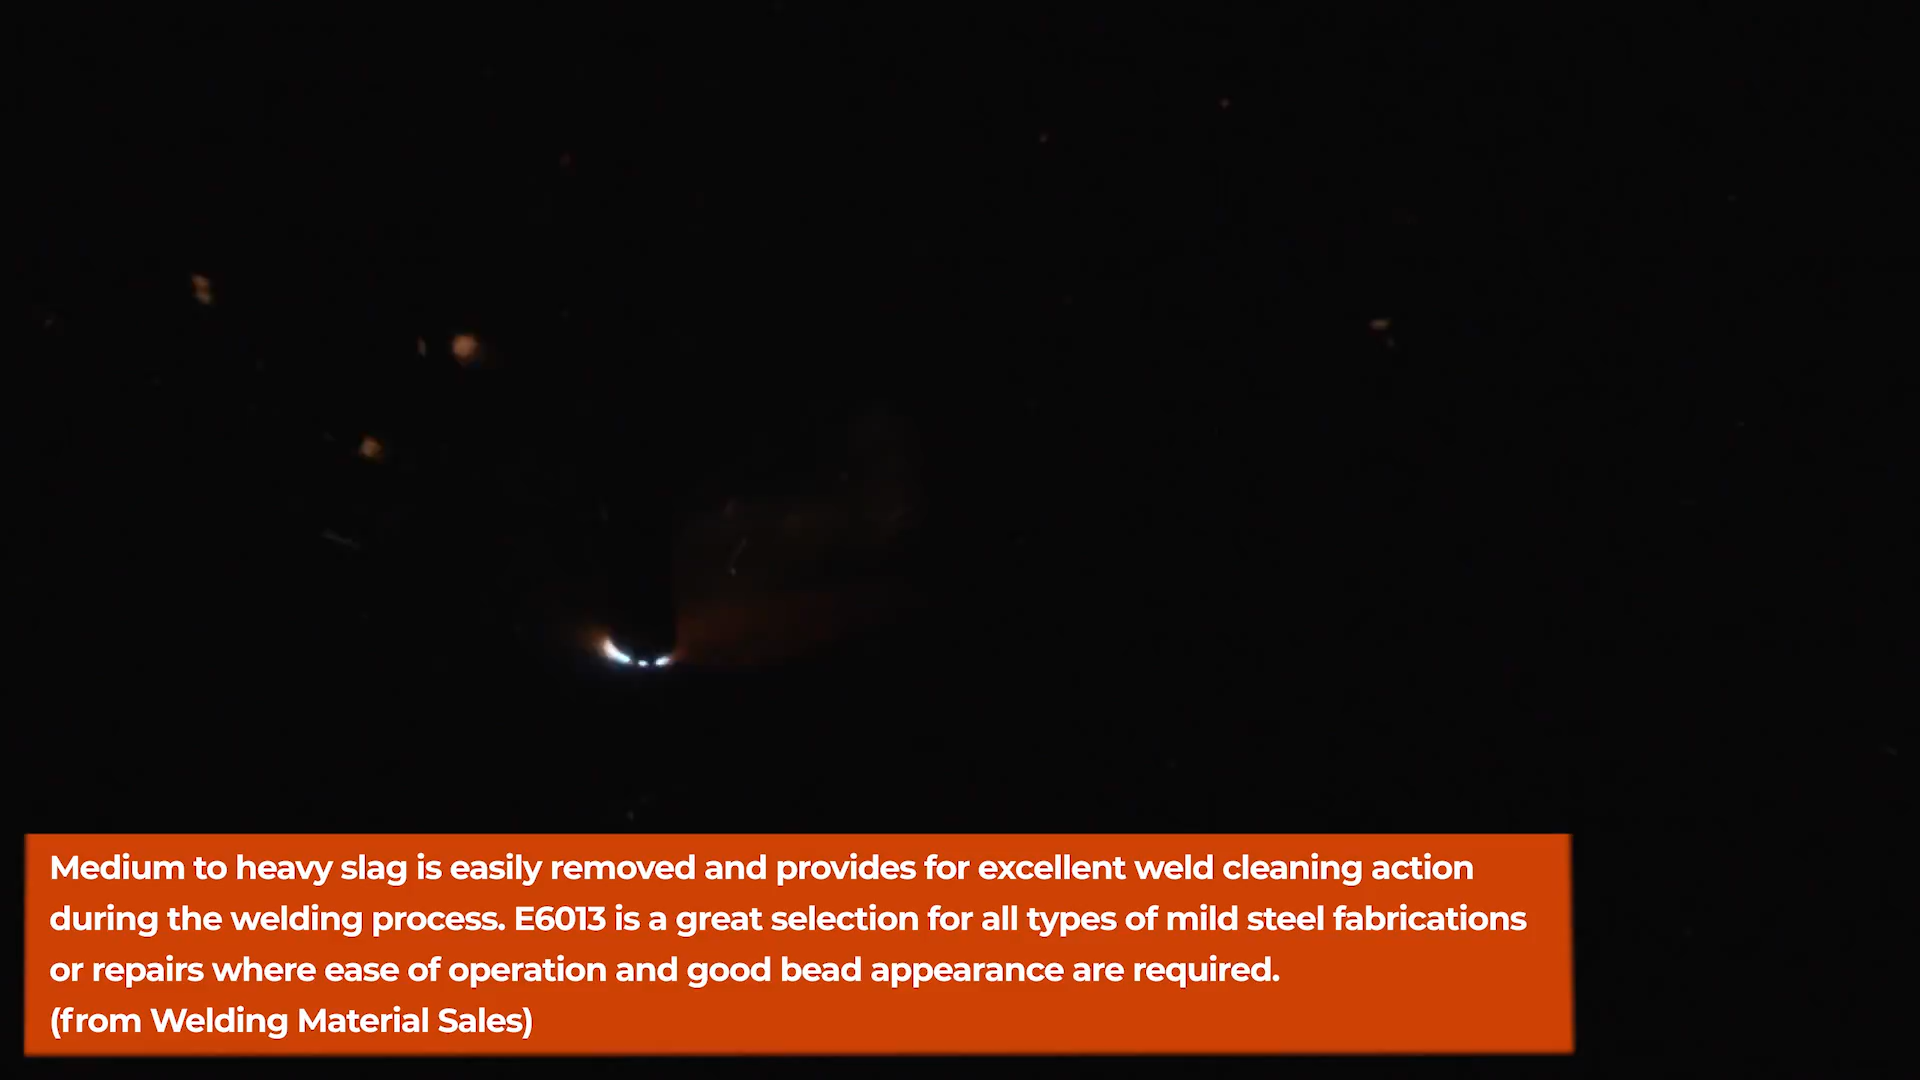 Medium to heavy slag is easily removed and provides for excellent weld cleaning action
during the welding process. E6013 is a great selection for all types of mild steel fabrications
or repairs where ease of operation and good bead appearance are required.
(from Welding Material Sales)